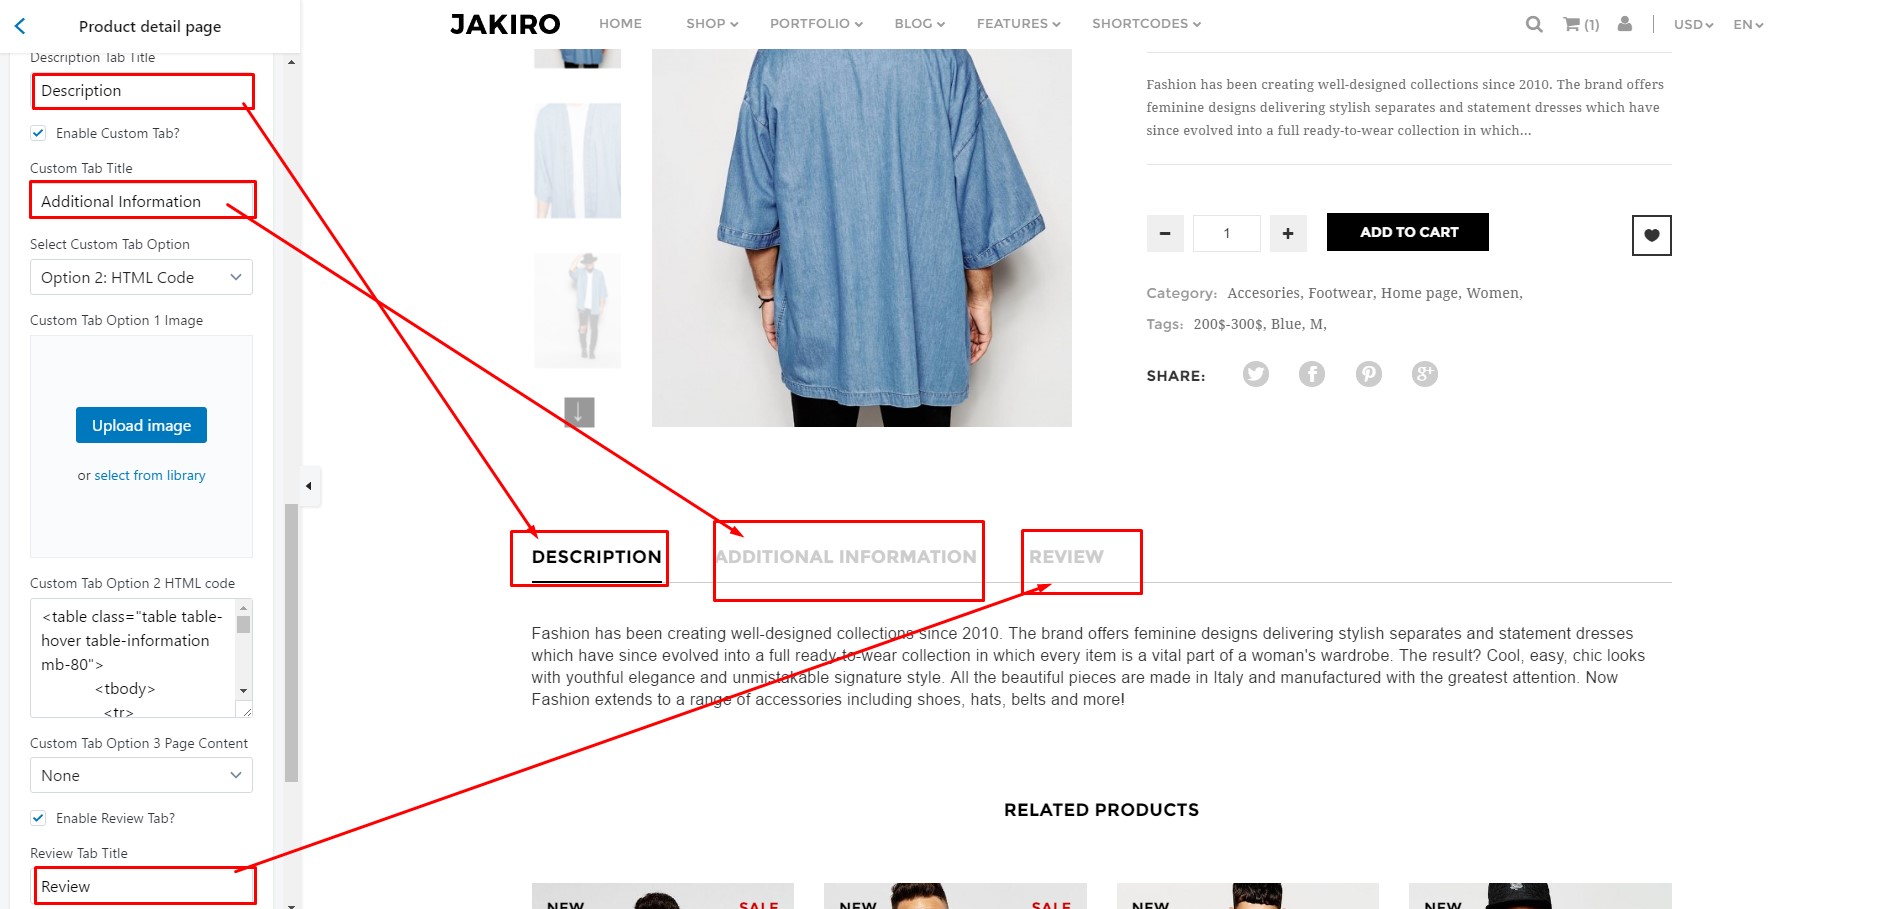 Product detail page
Description Tab Title
Description
Enable Custom Tab?
Custom Tab Title
Additional Information
Select Custom Tab Option
Option 2: HTML Code
Custom Tab Option 1 Image
Upload image
or select from library
Custom Tab Option 2 HTML code
<table class="table table-
hover table-information
mb-80">
<tbody>
<tr>
Custom Tab Option 3 Page Content
None
Enable Review Tab?
Review Tab Title
Review
JAKIRO HOME SHOP PORTFOLIO BLOG FEATURES SHORTCODES (1) USD EN
Fashion has been creating well-designed collections since 2010. The brand offers
feminine designs delivering stylish separates and statement dresses which have
since evolved into a full ready-to-wear collection in which...
− 1 + ADD TO CART
Category: Accesories, Footwear, Home page, Women,
Tags: 200$-300$, Blue, M,
SHARE:
DESCRIPTION ADDITIONAL INFORMATION REVIEW
Fashion has been creating well-designed collections since 2010. The brand offers feminine designs delivering stylish separates and statement dresses
which have since evolved into a full ready-to-wear collection in which every item is a vital part of a woman's wardrobe. The result? Cool, easy, chic looks
with youthful elegance and unmistakable signature style. All the beautiful pieces are made in Italy and manufactured with the greatest attention. Now
Fashion extends to a range of accessories including shoes, hats, belts and more!
RELATED PRODUCTS
NEW SALE NEW SALE NEW NEW